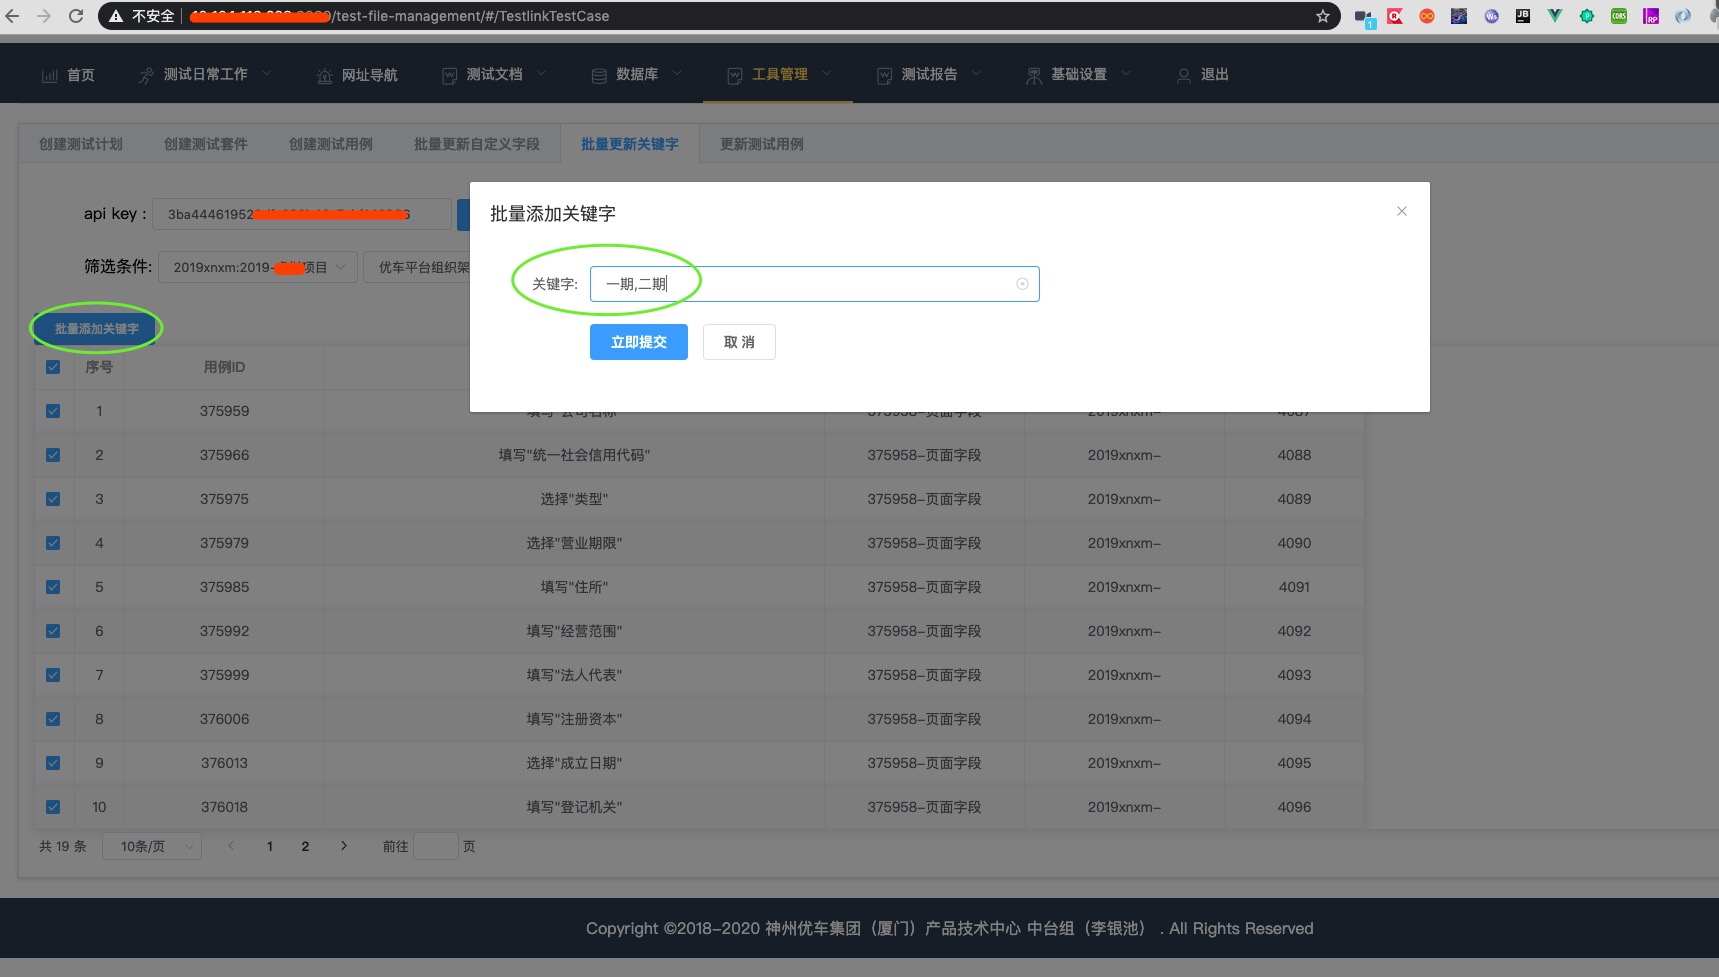 不安全 /test-file-management/#/TestlinkTestCase
首页 测试日常工作 网址导航 测试文档 数据库 工具管理 测试报告 基础设置 退出
创建测试计划 创建测试套件 创建测试用例 批量更新自定义字段 批量更新关键字 更新测试用例
批量添加关键字
api key : 3ba44461952
关键字: 一期,二期
筛选条件: 2019xnxm:2019- 项目 优车平台组织架
立即提交 取 消
批量添加关键字
序号 用例ID
1 375959 填写"公司名称" 375958-页面字段 2019xnxm- 4087
2 375966 填写"统一社会信用代码" 375958-页面字段 2019xnxm- 4088
3 375975 选择"类型" 375958-页面字段 2019xnxm- 4089
4 375979 选择"营业期限" 375958-页面字段 2019xnxm- 4090
5 375985 填写"住所" 375958-页面字段 2019xnxm- 4091
6 375992 填写"经营范围" 375958-页面字段 2019xnxm- 4092
7 375999 填写"法人代表" 375958-页面字段 2019xnxm- 4093
8 376006 填写"注册资本" 375958-页面字段 2019xnxm- 4094
9 376013 选择"成立日期" 375958-页面字段 2019xnxm- 4095
10 376018 填写"登记机关" 375958-页面字段 2019xnxm- 4096
共 19 条 10条/页 1 2 前往 页
Copyright ©2018-2020 神州优车集团（厦门）产品技术中心 中台组（李银池）. All Rights Reserved